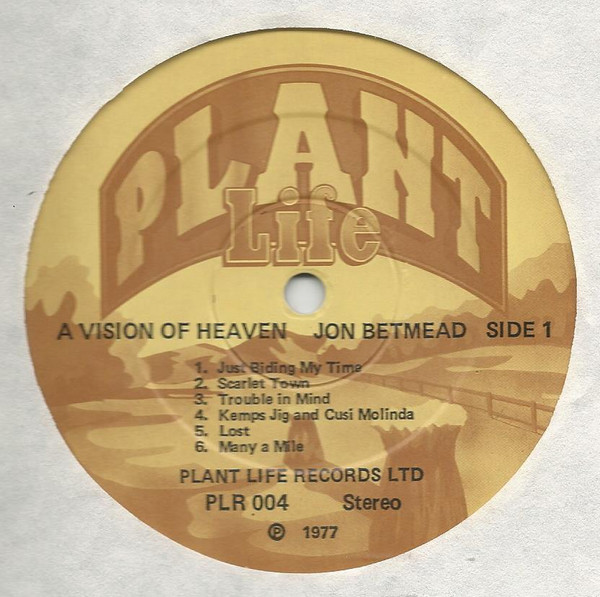 PLANT
Life
A VISION OF HEAVEN JON BETMEAD SIDE 1
1. Just Biding My Time
2. Scarlet Town
3. Trouble in Mind
4. Kemps Jig and Cusi Molinda
5. Lost
6. Many a Mile
PLANT LIFE RECORDS LTD
PLR 004 Stereo
℗ 1977